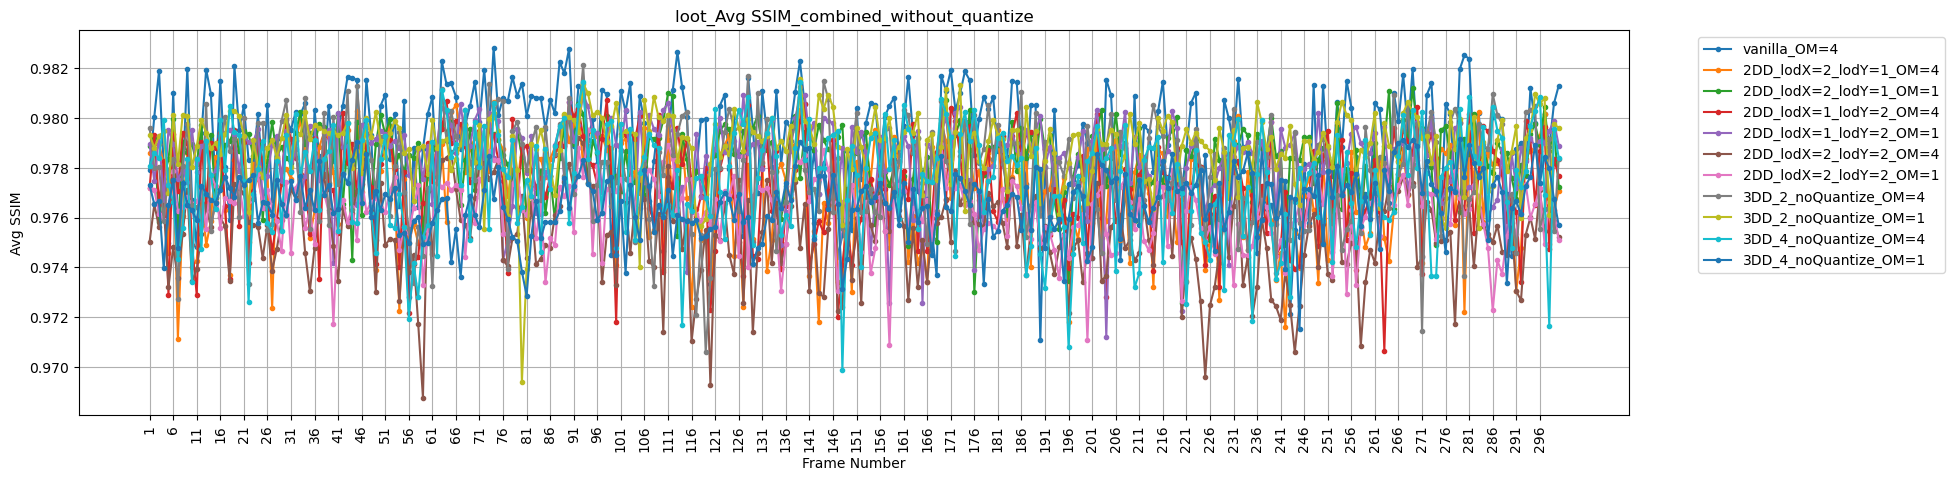 loot_Avg SSIM_combined_without_quantize
Avg SSIM
0.982
0.980
0.978
0.976
0.974
0.972
0.970
1 6 11 16 21 26 31 36 41 46 51 56 61 66 71 76 81 86 91 96 101 106 111 116 121 126 131 136 141 146 151 156 161 166 171 176 181 186 191 196 201 206 211 216 221 226 231 236 241 246 251 256 261 266 271 276 281 286 291 296
Frame Number
vanilla_OM=4
2DD_lodX=2_lodY=1_OM=4
2DD_lodX=2_lodY=1_OM=1
2DD_lodX=1_lodY=2_OM=4
2DD_lodX=1_lodY=2_OM=1
2DD_lodX=2_lodY=2_OM=4
2DD_lodX=2_lodY=2_OM=1
3DD_2_noQuantize_OM=4
3DD_2_noQuantize_OM=1
3DD_4_noQuantize_OM=4
3DD_4_noQuantize_OM=1